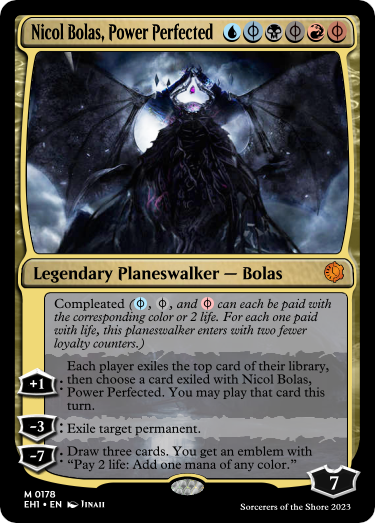 Nicol Bolas, Power Perfected
Legendary Planeswalker — Bolas
Compleated (, , and can each be paid with
the corresponding color or 2 life. For each one paid
with life, this planeswalker enters with two fewer
loyalty counters.)
Each player exiles the top card of their library,
then choose a card exiled with Nicol Bolas,
+1: Power Perfected. You may play that card this
turn.
-3: Exile target permanent.
-7: Draw three cards. You get an emblem with
“Pay 2 life: Add one mana of any color.”
7
M 0178
EH1 • EN JINAII
Sorcerers of the Shore 2023